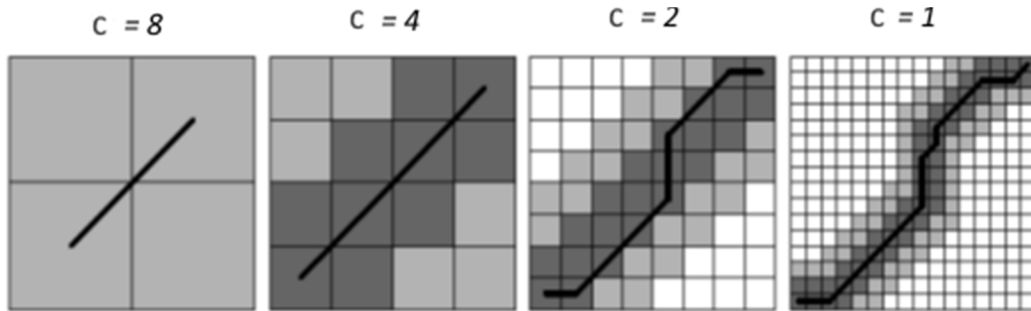 C = 8
C = 4
C = 2
C = 1